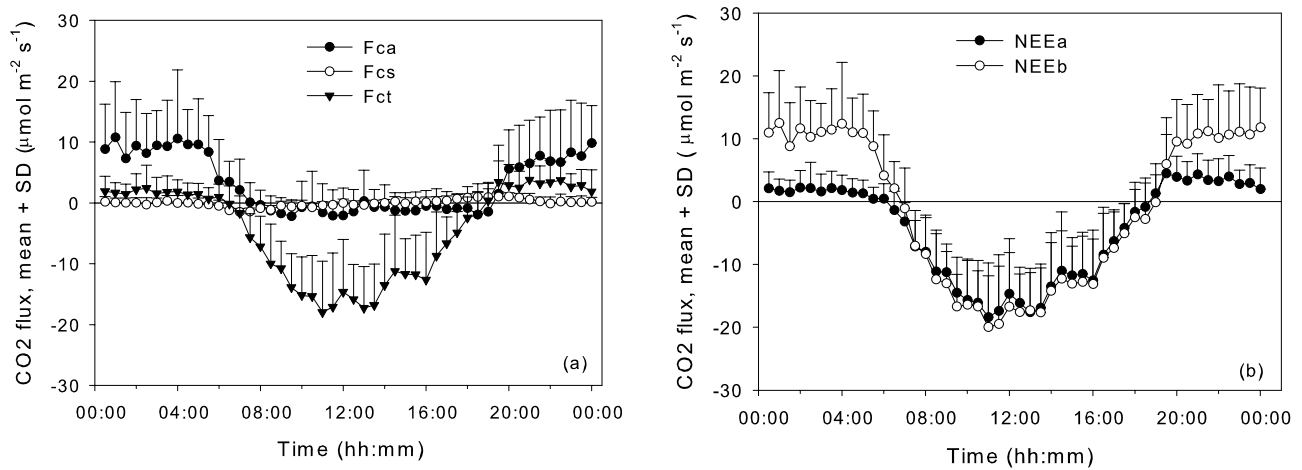 CO2 flux, mean + SD (μmol m-2 s-1)
30
20
10
0
-10
-20
-30
Fca
Fcs
Fct
(a)
00:00 04:00 08:00 12:00 16:00 20:00 00:00
Time (hh:mm)
CO2 flux, mean + SD ( μmol m-2 s-1)
30
20
10
0
-10
-20
-30
NEEa
NEEb
(b)
00:00 04:00 08:00 12:00 16:00 20:00 00:00
Time (hh:mm)